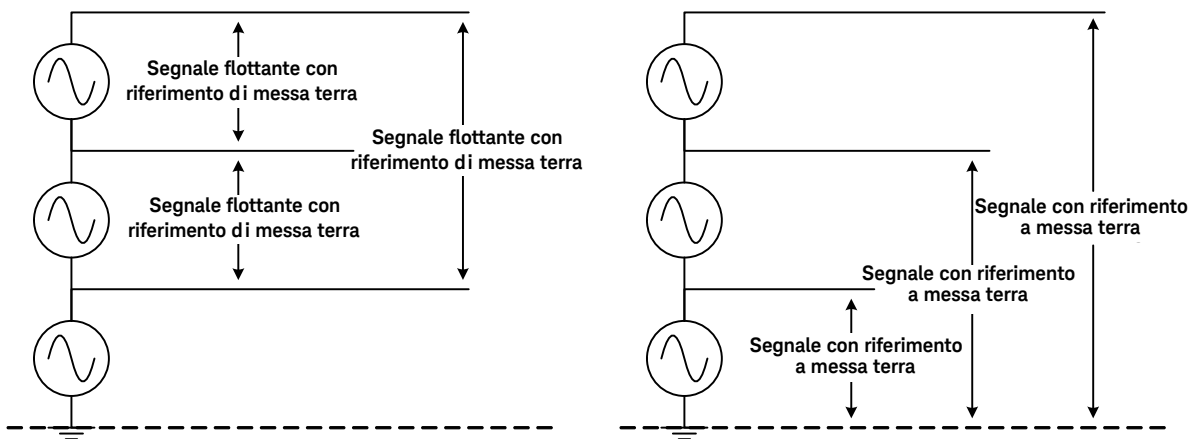 Segnale flottante con
riferimento di messa terra
Segnale flottante con
riferimento di messa terra
Segnale flottante con
riferimento di messa terra
Segnale con riferimento
a messa terra
Segnale con riferimento
a messa terra
Segnale con riferimento
a messa terra